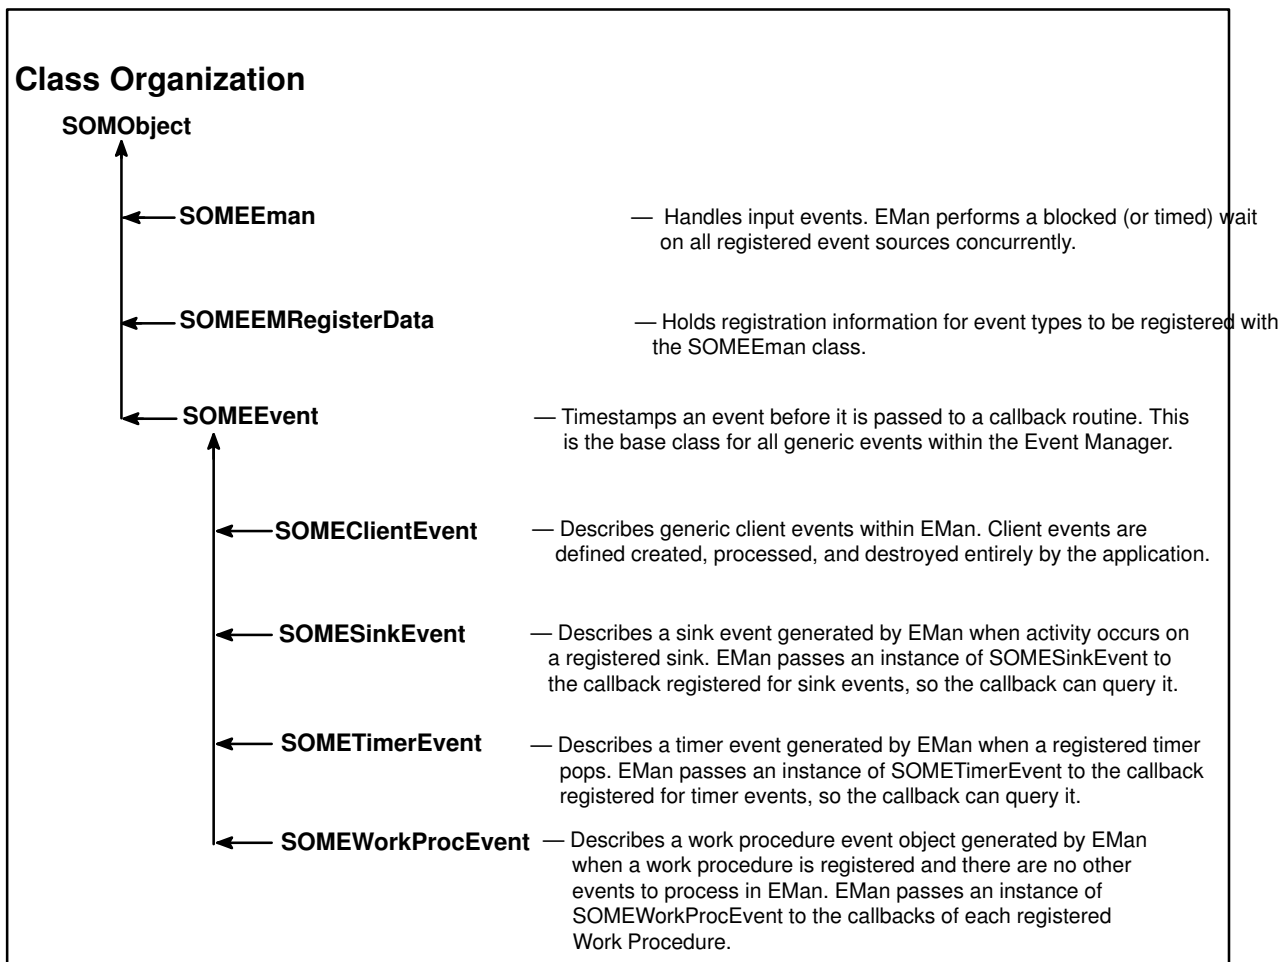 Class Organization
SOMObject
SOMEEman — Handles input events. EMan performs a blocked (or timed) wait
on all registered event sources concurrently.
SOMEEMRegisterData — Holds registration information for event types to be registered with
the SOMEEman class.
SOMEEvent — Timestamps an event before it is passed to a callback routine. This
is the base class for all generic events within the Event Manager.
SOMEClientEvent — Describes generic client events within EMan. Client events are
defined created, processed, and destroyed entirely by the application.
SOMESinkEvent — Describes a sink event generated by EMan when activity occurs on
a registered sink. EMan passes an instance of SOMESinkEvent to
the callback registered for sink events, so the callback can query it.
SOMETimerEvent — Describes a timer event generated by EMan when a registered timer
pops. EMan passes an instance of SOMETimerEvent to the callback
registered for timer events, so the callback can query it.
SOMEWorkProcEvent — Describes a work procedure event object generated by EMan
when a work procedure is registered and there are no other
events to process in EMan. EMan passes an instance of
SOMEWorkProcEvent to the callbacks of each registered
Work Procedure.